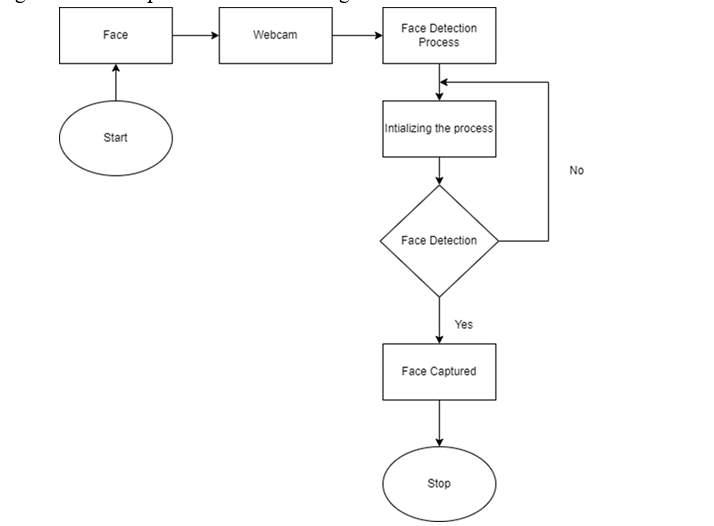 Face
Webcam
Face Detection
Process
Start
Intializing the process
No
Face Detection
Yes
Face Captured
Stop